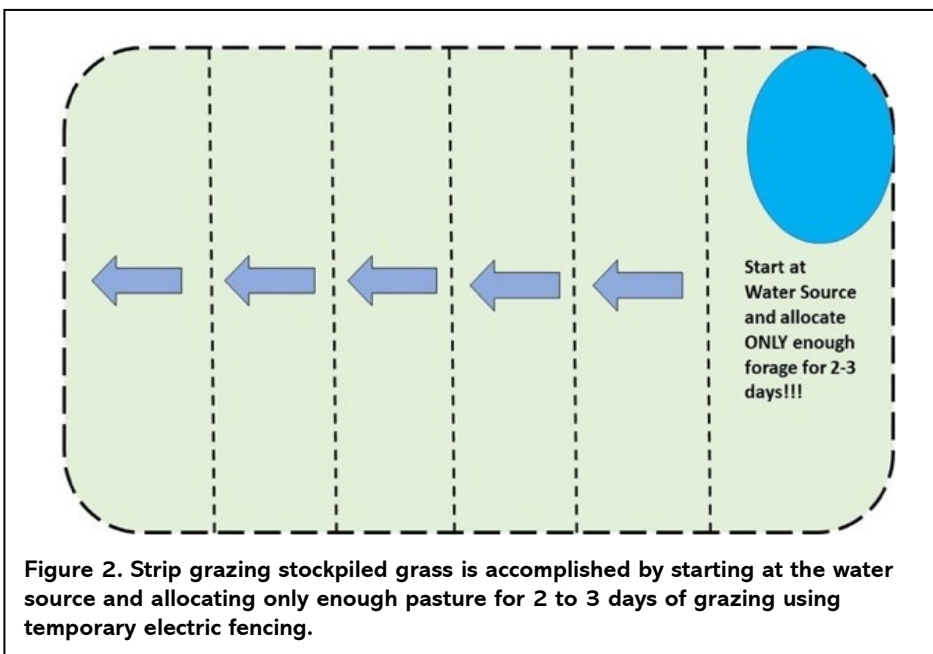 Start at
Water Source
and allocate
ONLY enough
forage for 2-3
days!!!
Figure 2. Strip grazing stockpiled grass is accomplished by starting at the water
source and allocating only enough pasture for 2 to 3 days of grazing using
temporary electric fencing.